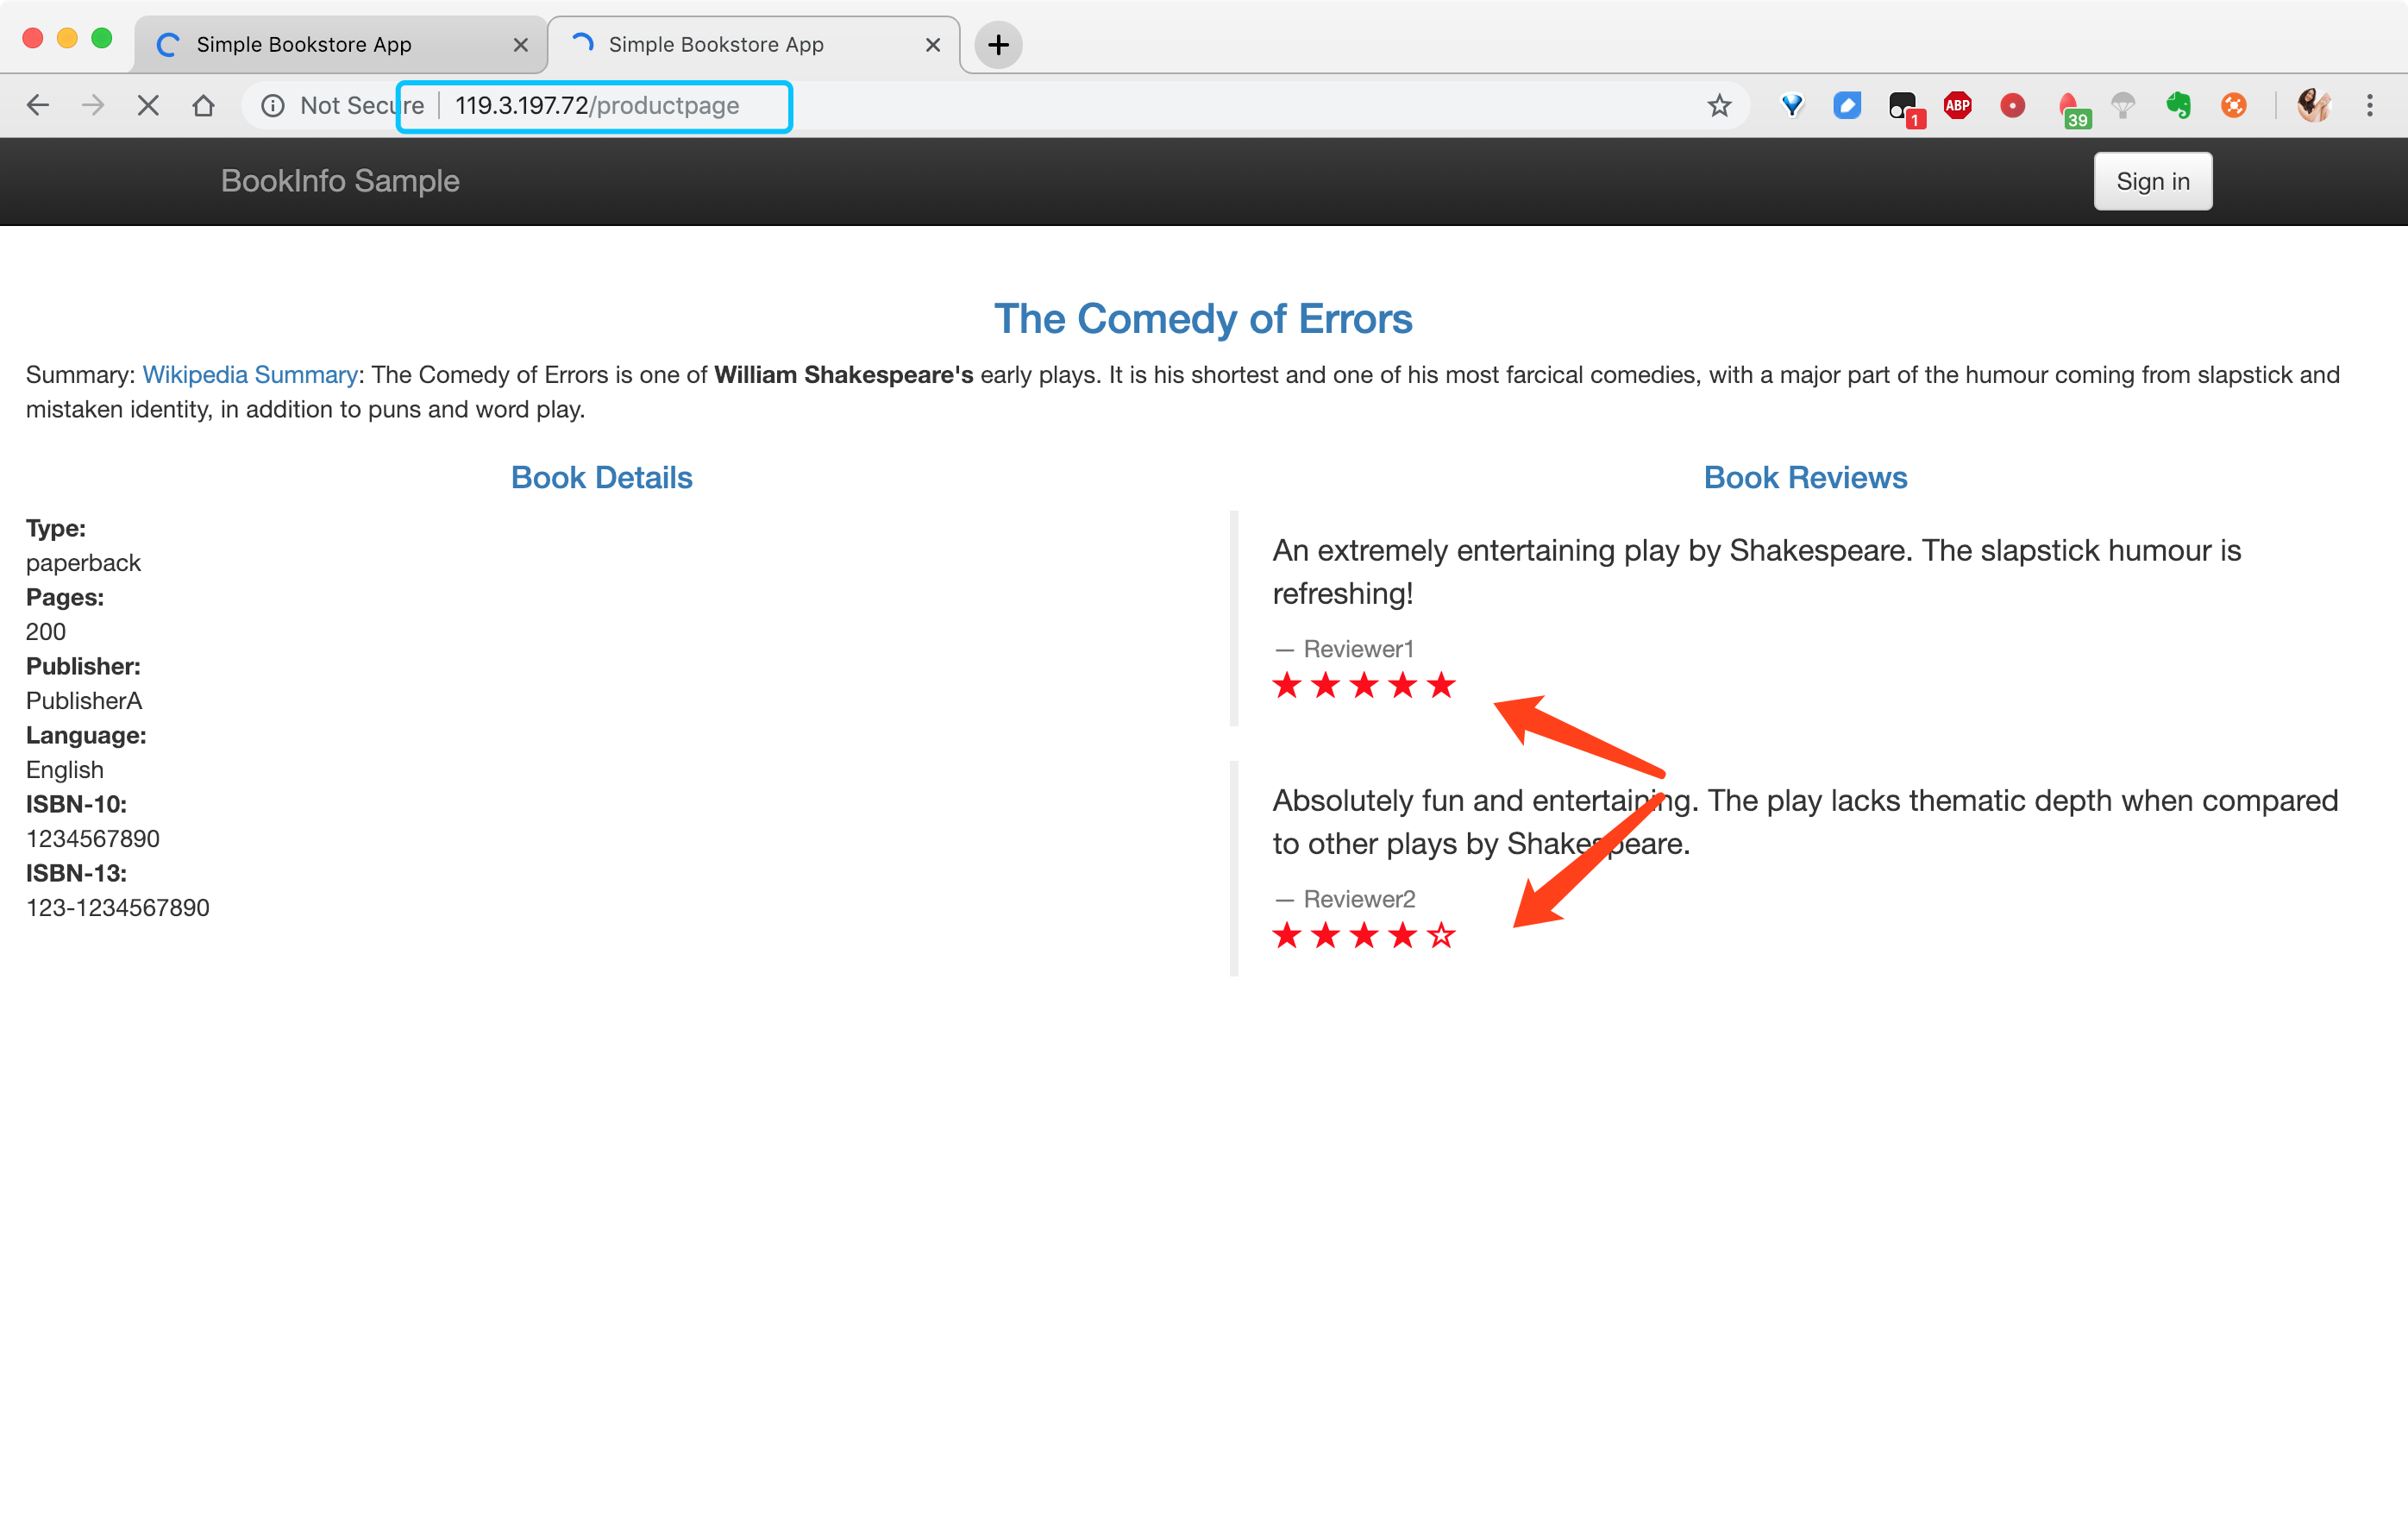 Simple Bookstore App
Simple Bookstore App
Not Secure | 119.3.197.72/productpage
1
ABP
39
BookInfo Sample
Sign in
The Comedy of Errors
Summary: Wikipedia Summary: The Comedy of Errors is one of William Shakespeare's early plays. It is his shortest and one of his most farcical comedies, with a major part of the humour coming from slapstick and
mistaken identity, in addition to puns and word play.
Book Details
Type:
paperback
Pages:
200
Publisher:
PublisherA
Language:
English
ISBN-10:
1234567890
ISBN-13:
123-1234567890
Book Reviews
An extremely entertaining play by Shakespeare. The slapstick humour is
refreshing!
— Reviewer1
Absolutely fun and entertaining. The play lacks thematic depth when compared
to other plays by Shakespeare.
— Reviewer2